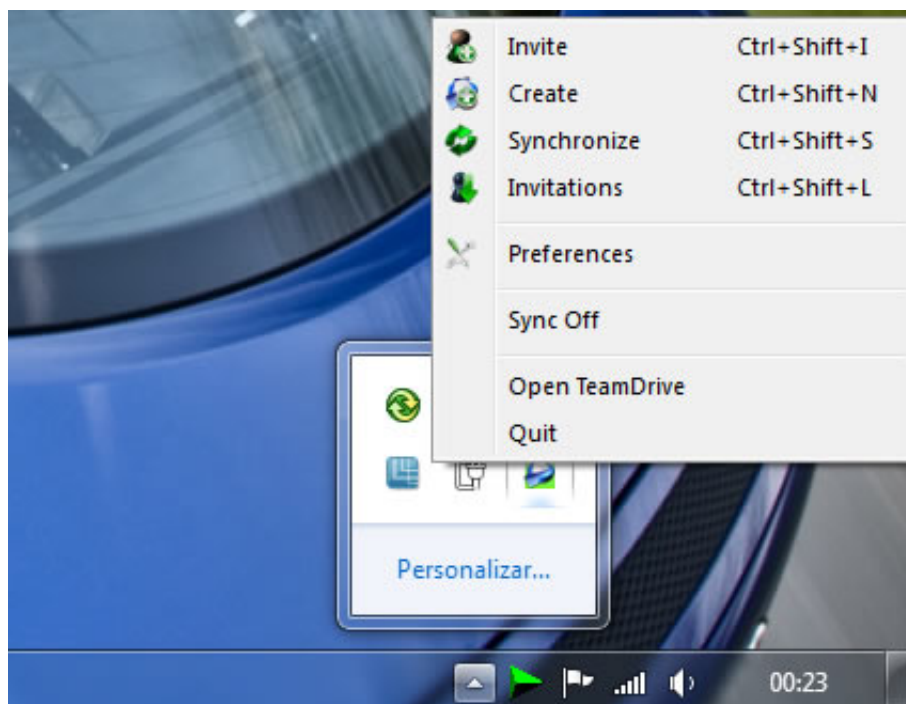 Invite Ctrl+Shift+I
Create Ctrl+Shift+N
Synchronize Ctrl+Shift+S
Invitations Ctrl+Shift+L
Preferences
Sync Off
Open TeamDrive
Quit
Personalizar...
00:23